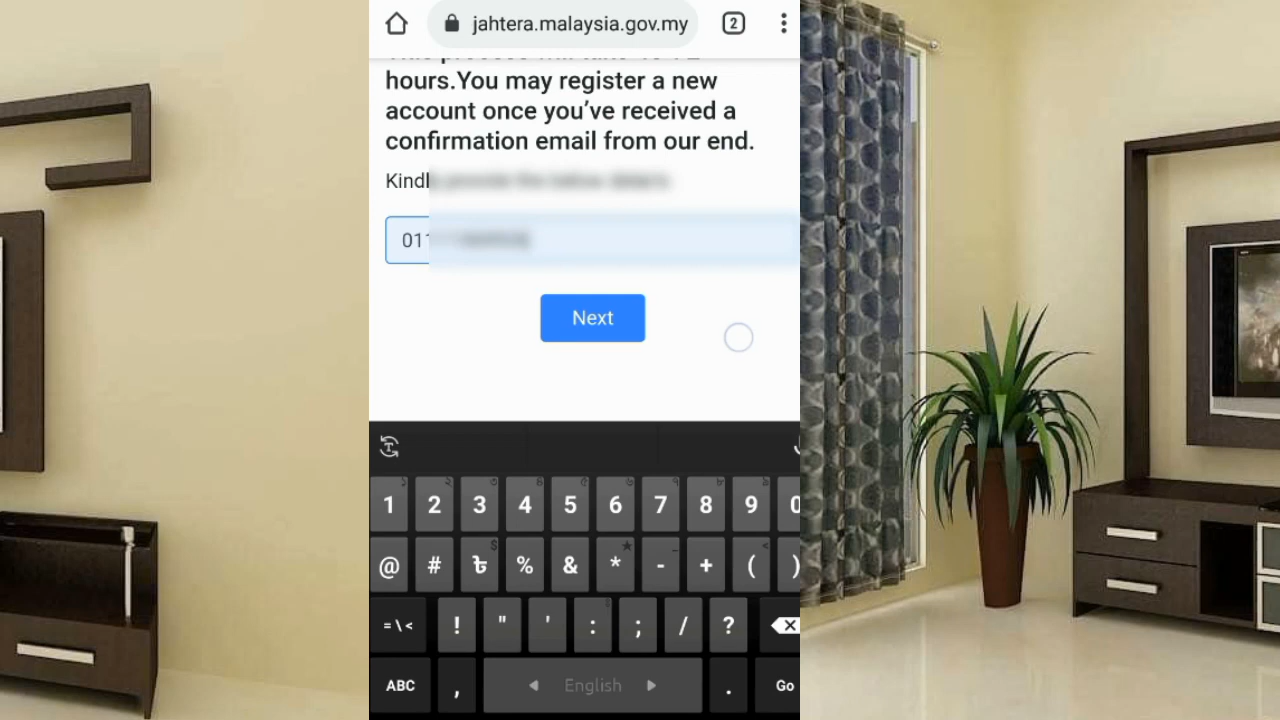 jahtera.malaysia.gov.my
2
hours.You may register a new
account once you've received a
confirmation email from our end.
Kindl
01
Next
1 2 3 4 5 6 7 8 9 0
@ # ৳ % & * - + ( )
=\< ! " ' : ; / ?
ABC , English . Go